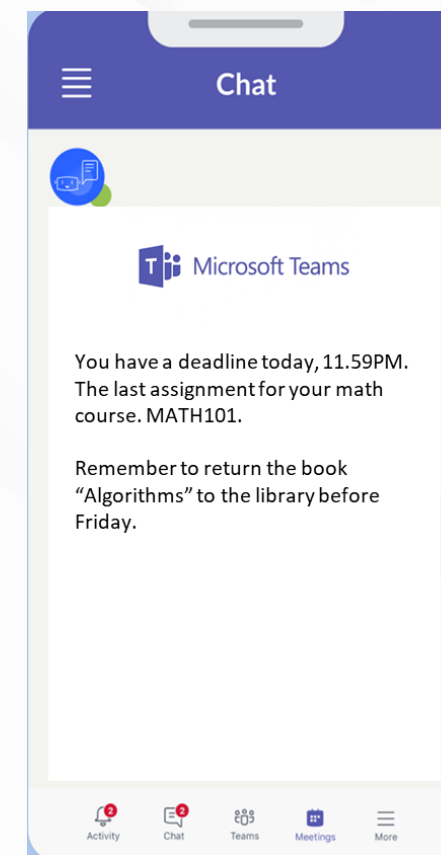 Chat
Microsoft Teams
You have a deadline today, 11.59PM.
The last assignment for your math
course. MATH101.
Remember to return the book
“Algorithms” to the library before
Friday.
2
2
Activity
Chat
Teams
Meetings
More